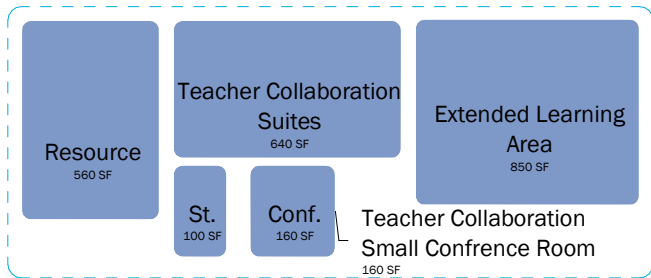 Resource
560 SF
Teacher Collaboration
Suites
640 SF
Extended Learning
Area
850 SF
St.
100 SF
Conf.
160 SF
Teacher Collaboration
Small Confrence Room
160 SF